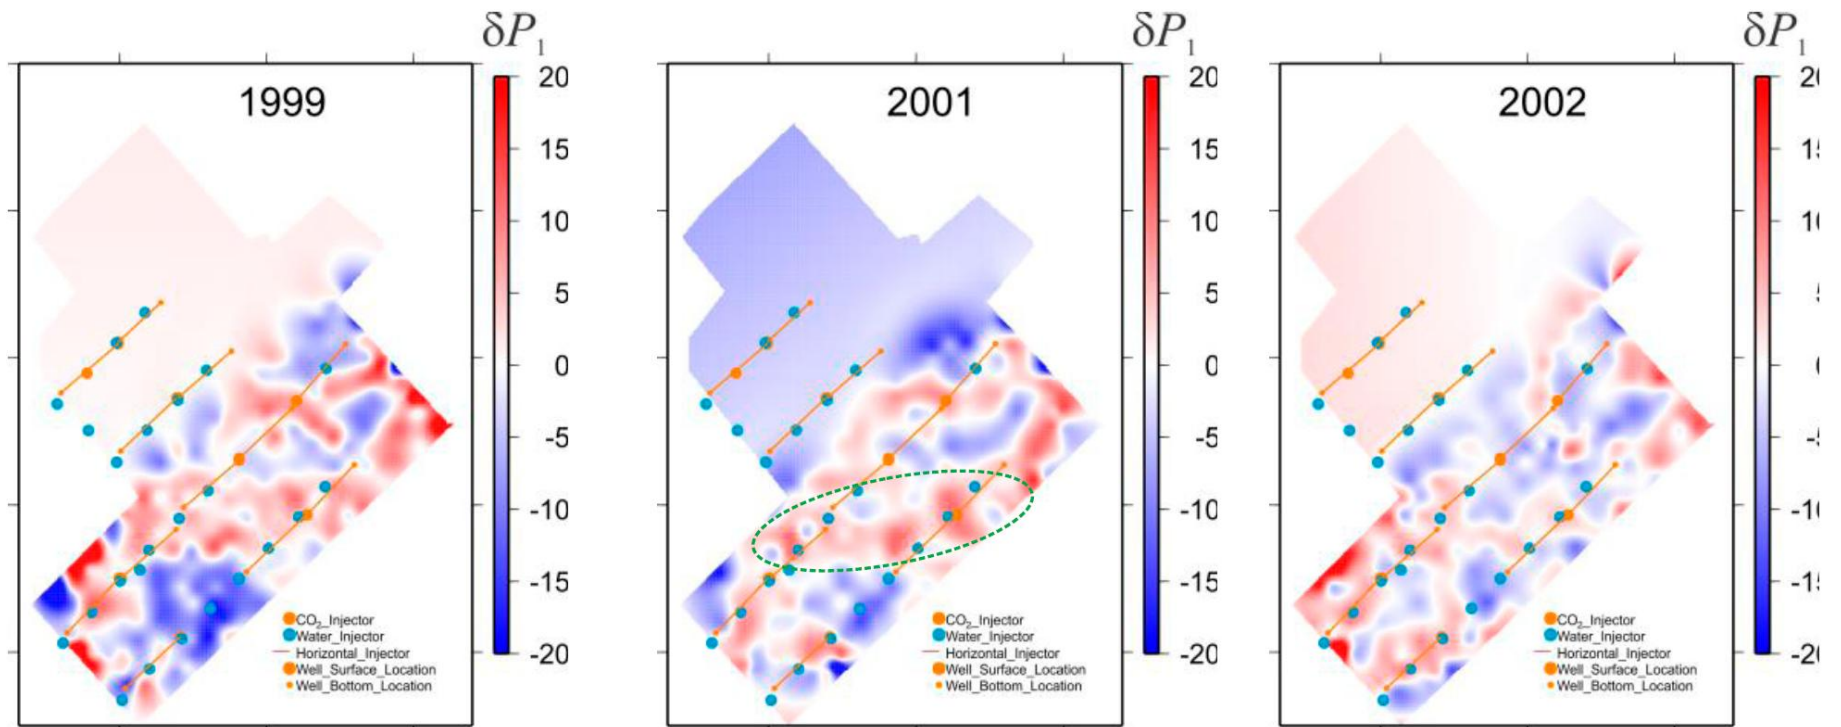 δP₁
1999
20
15
10
5
0
-5
-10
-15
-20
CO₂_Injector
Water_Injector
Horizontal_Injector
Well_Surface_Location
Well_Bottom_Location
δP₁
2001
20
15
10
5
0
-5
-10
-15
-20
CO₂_Injector
Water_Injector
Horizontal_Injector
Well_Surface_Location
Well_Bottom_Location
δP₁
2002
CO₂_Injector
Water_Injector
Horizontal_Injector
Well_Surface_Location
Well_Bottom_Location